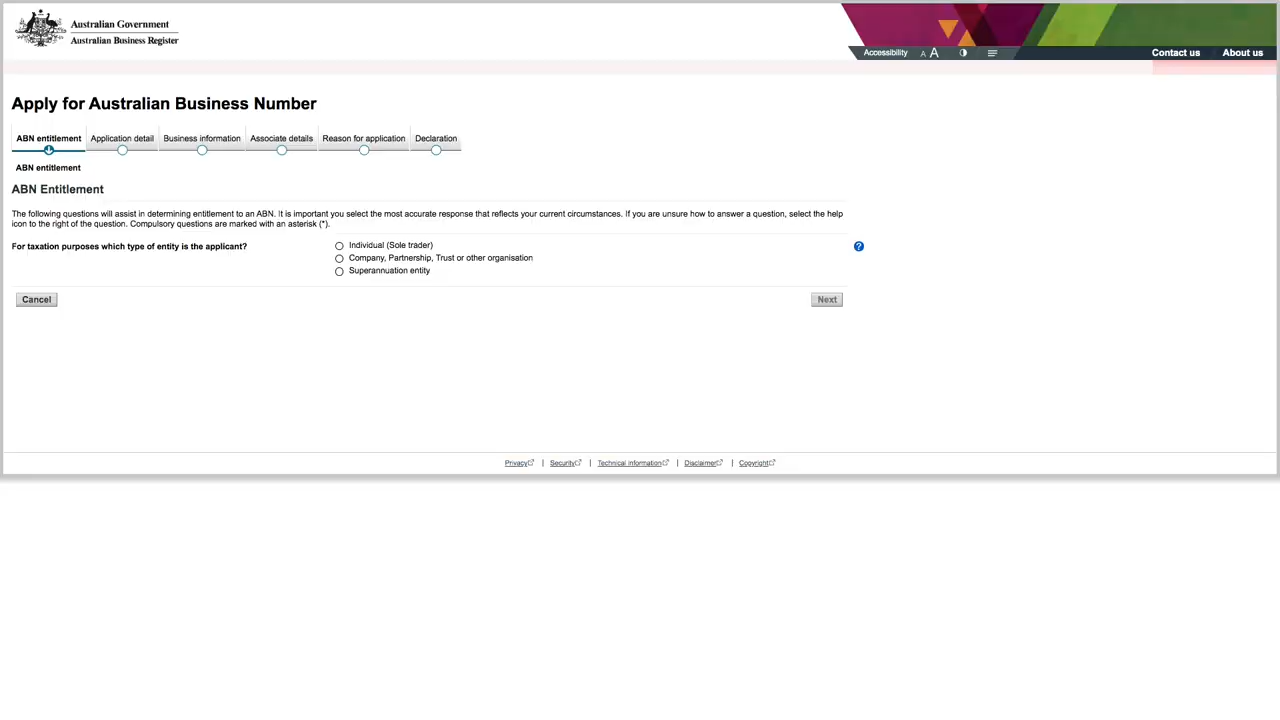 Australian Government
Australian Business Register
Accessibility A A
Contact us
About us
Apply for Australian Business Number
ABN entitlement
Application detail
Business information
Associate details
Reason for application
Declaration
ABN entitlement
ABN Entitlement
The following questions will assist in determining entitlement to an ABN. It is important you select the most accurate response that reflects your current circumstances. If you are unsure how to answer a question, select the help
icon to the right of the question. Compulsory questions are marked with an asterisk (*).
For taxation purposes which type of entity is the applicant?
Individual (Sole trader)
Company, Partnership, Trust or other organisation
Superannuation entity
?
Cancel
Next
Privacy | Security | Technical information | Disclaimer | Copyright